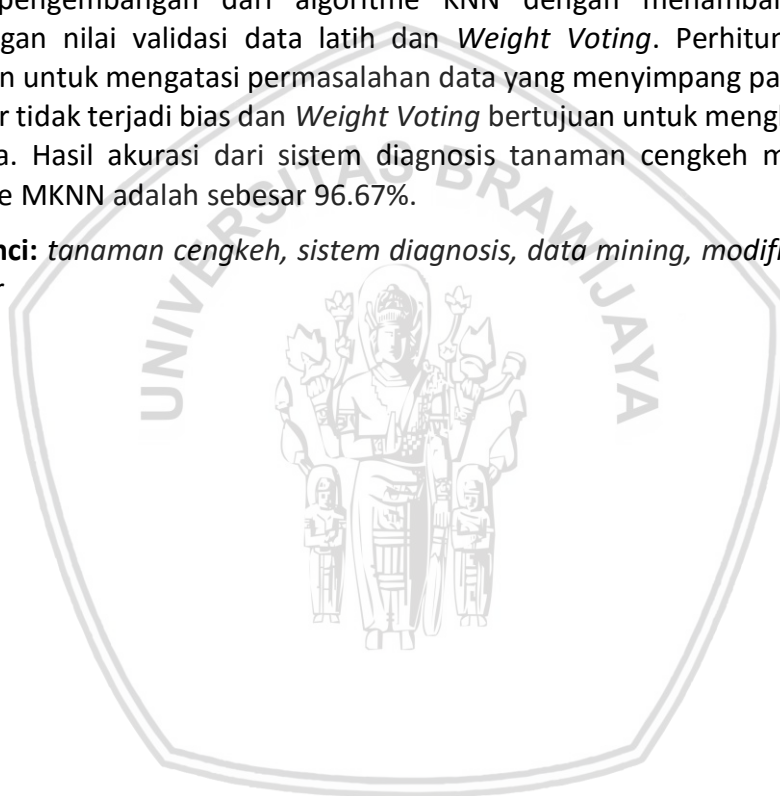 pengembangan dari algoritme KNN dengan menambah
gan nilai validasi data latih dan Weight Voting. Perhitun
n untuk mengatasi permasalahan data yang menyimpang pa
r tidak terjadi bias dan Weight Voting bertujuan untuk meng
a. Hasil akurasi dari sistem diagnosis tanaman cengkeh m
e MKNN adalah sebesar 96.67%.
nci: tanaman cengkeh, sistem diagnosis, data mining, modifi
r
UNIVERSITAS BRAWIJAYA